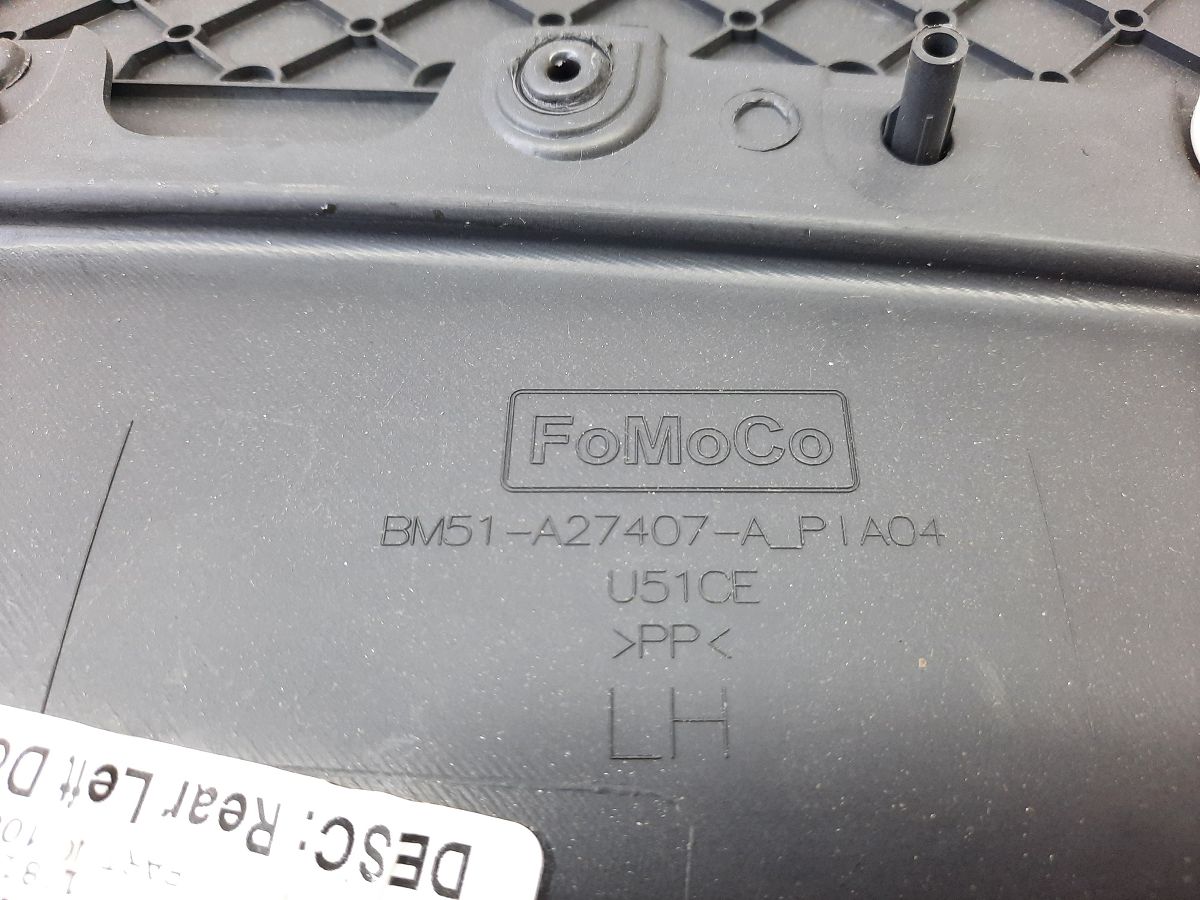 FoMoCo
BM51-A27407-A_PIA04
U51CE
>PP<
LH
DESC: Rear Left